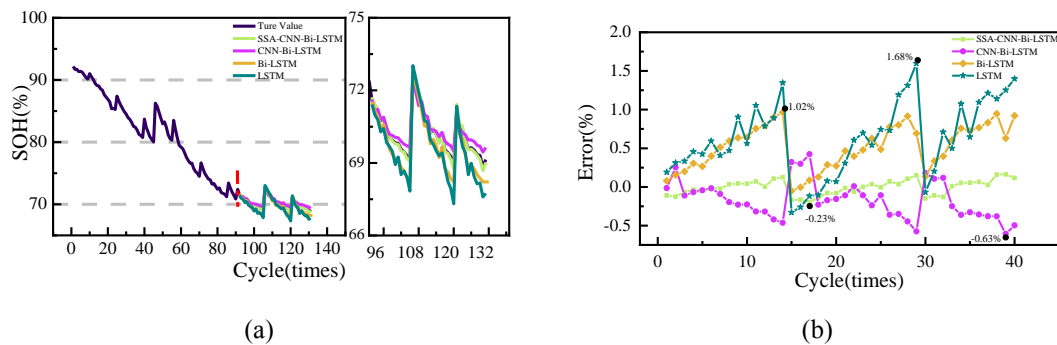 SOH(%)
100
90
80
70
0 20 40 60 80 100 120 140
Cycle(times)
Ture Value
SSA-CNN-Bi-LSTM
CNN-Bi-LSTM
Bi-LSTM
LSTM
75
72
69
66
96 108 120 132
(a)
Error(%)
2.0
1.5
1.0
0.5
0.0
-0.5
0 10 20 30 40
Cycle(times)
SSA-CNN-Bi-LSTM
CNN-Bi-LSTM
Bi-LSTM
LSTM
1.68%
1.02%
-0.23%
-0.63%
(b)